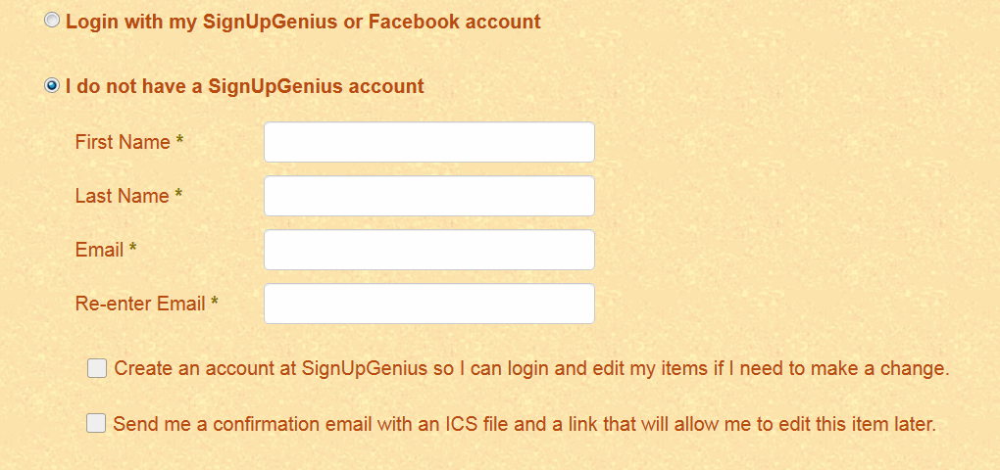 Login with my SignUpGenius or Facebook account
I do not have a SignUpGenius account
First Name *
Last Name *
Email *
Re-enter Email *
Create an account at SignUpGenius so I can login and edit my items if I need to make a change.
Send me a confirmation email with an ICS file and a link that will allow me to edit this item later.